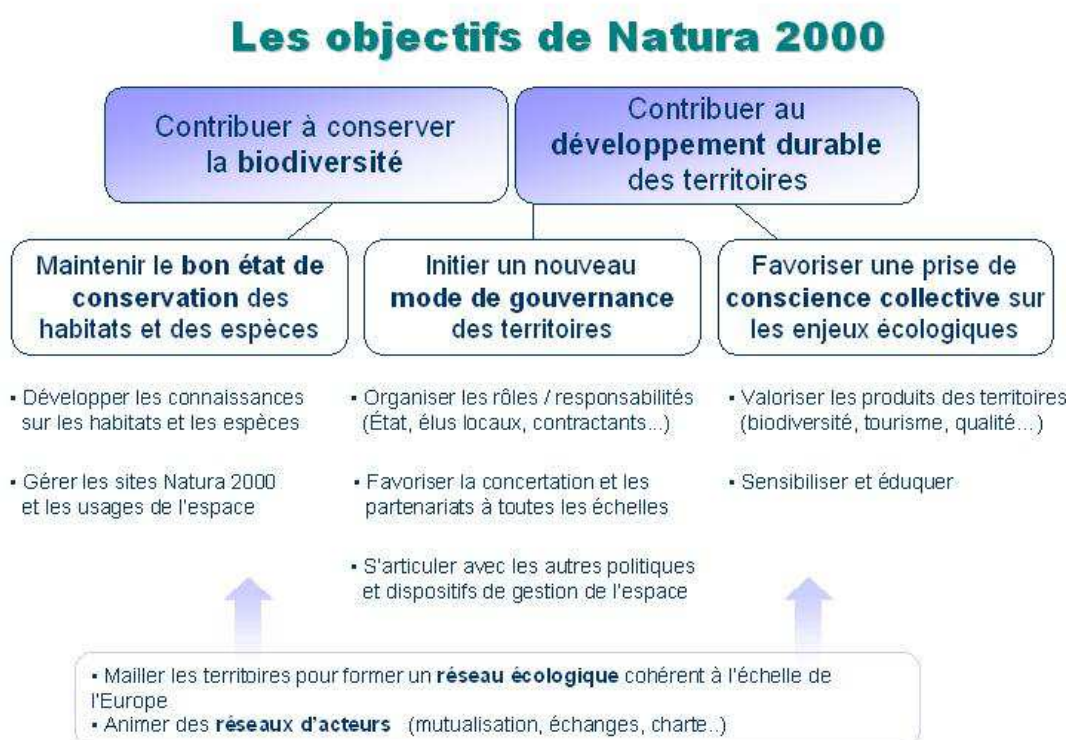 Les objectifs de Natura 2000
Contribuer à conserver
la biodiversité
Contribuer au
développement durable
des territoires
Maintenir le bon état de
conservation des
habitats et des espèces
Initier un nouveau
mode de gouvernance
des territoires
Favoriser une prise de
conscience collective sur
les enjeux écologiques
▪ Développer les connaissances
sur les habitats et les espèces
▪ Gérer les sites Natura 2000
et les usages de l'espace
▪ Organiser les rôles / responsabilités
(État, élus locaux, contractants...)
▪ Favoriser la concertation et les
partenariats à toutes les échelles
▪ S'articuler avec les autres politiques
et dispositifs de gestion de l'espace
▪ Valoriser les produits des territoires
(biodiversité, tourisme, qualité…)
▪ Sensibiliser et éduquer
▪ Mailler les territoires pour former un réseau écologique cohérent à l'échelle de
l'Europe
▪ Animer des réseaux d'acteurs (mutualisation, échanges, charte..)